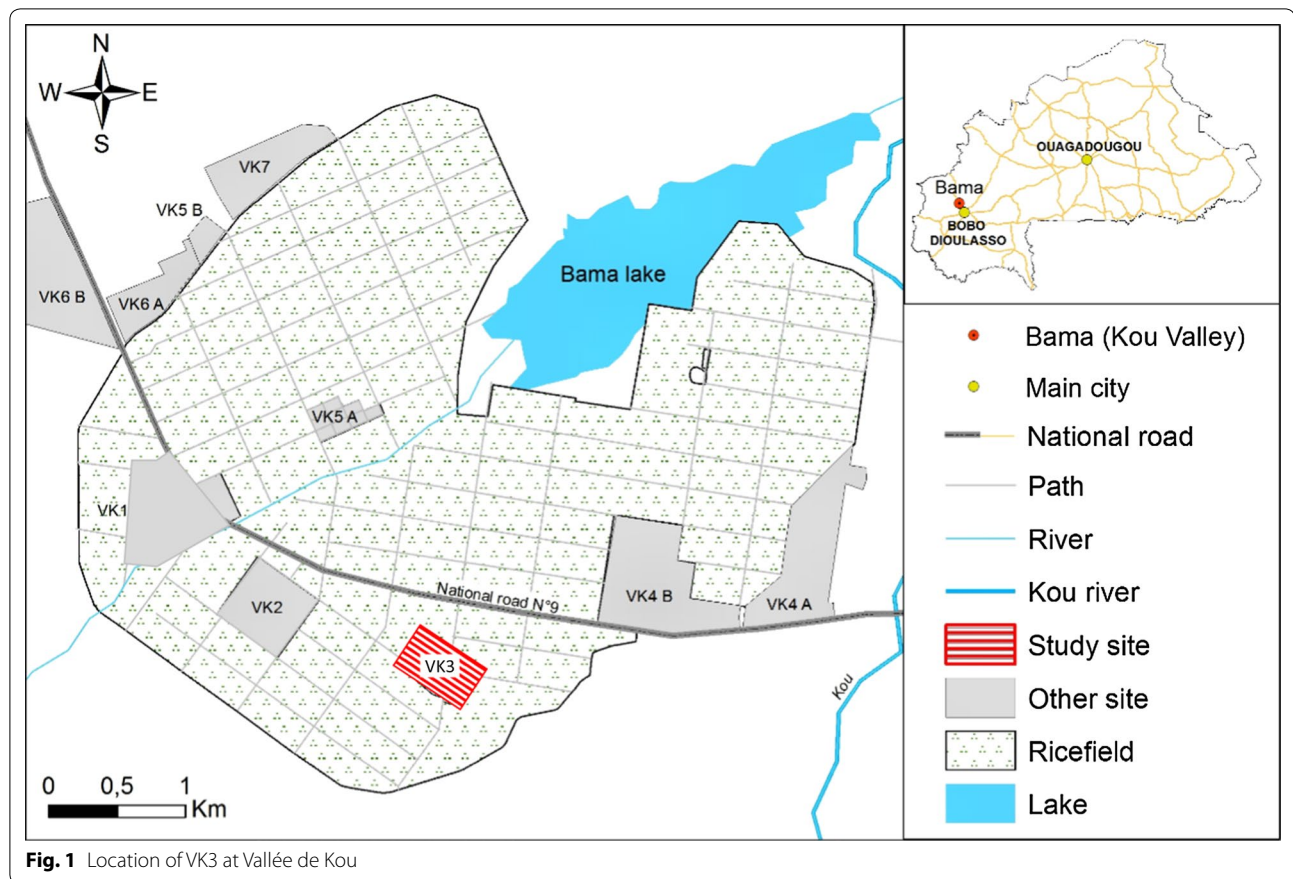 N
W E
S
VK7
VK5 B
VK6 B
VK6 A
Bama lake
VK5 A
VK1
VK2
National road N°9
VK4 B
VK4 A
VK3
Kou
0 0,5 1
Km
OUAGADOUGOU
Bama
BOBO
DIOULASSO
Bama (Kou Valley)
Main city
National road
Path
River
Kou river
Study site
Other site
Ricefield
Lake
Fig. 1 Location of VK3 at Vallée de Kou